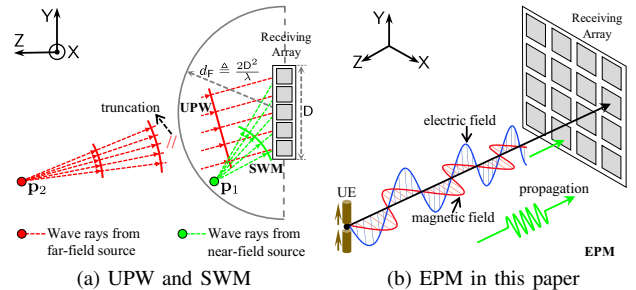 Y
Z
X
Receiving
Array
d_F ≜ 2D²/λ
UPW
D
truncation
SWM
p₂
p₁
Wave rays from
far-field source
Wave rays from
near-field source
(a) UPW and SWM
Y
Z
X
Receiving
Array
electric field
UE
magnetic field
propagation
EPM
(b) EPM in this paper